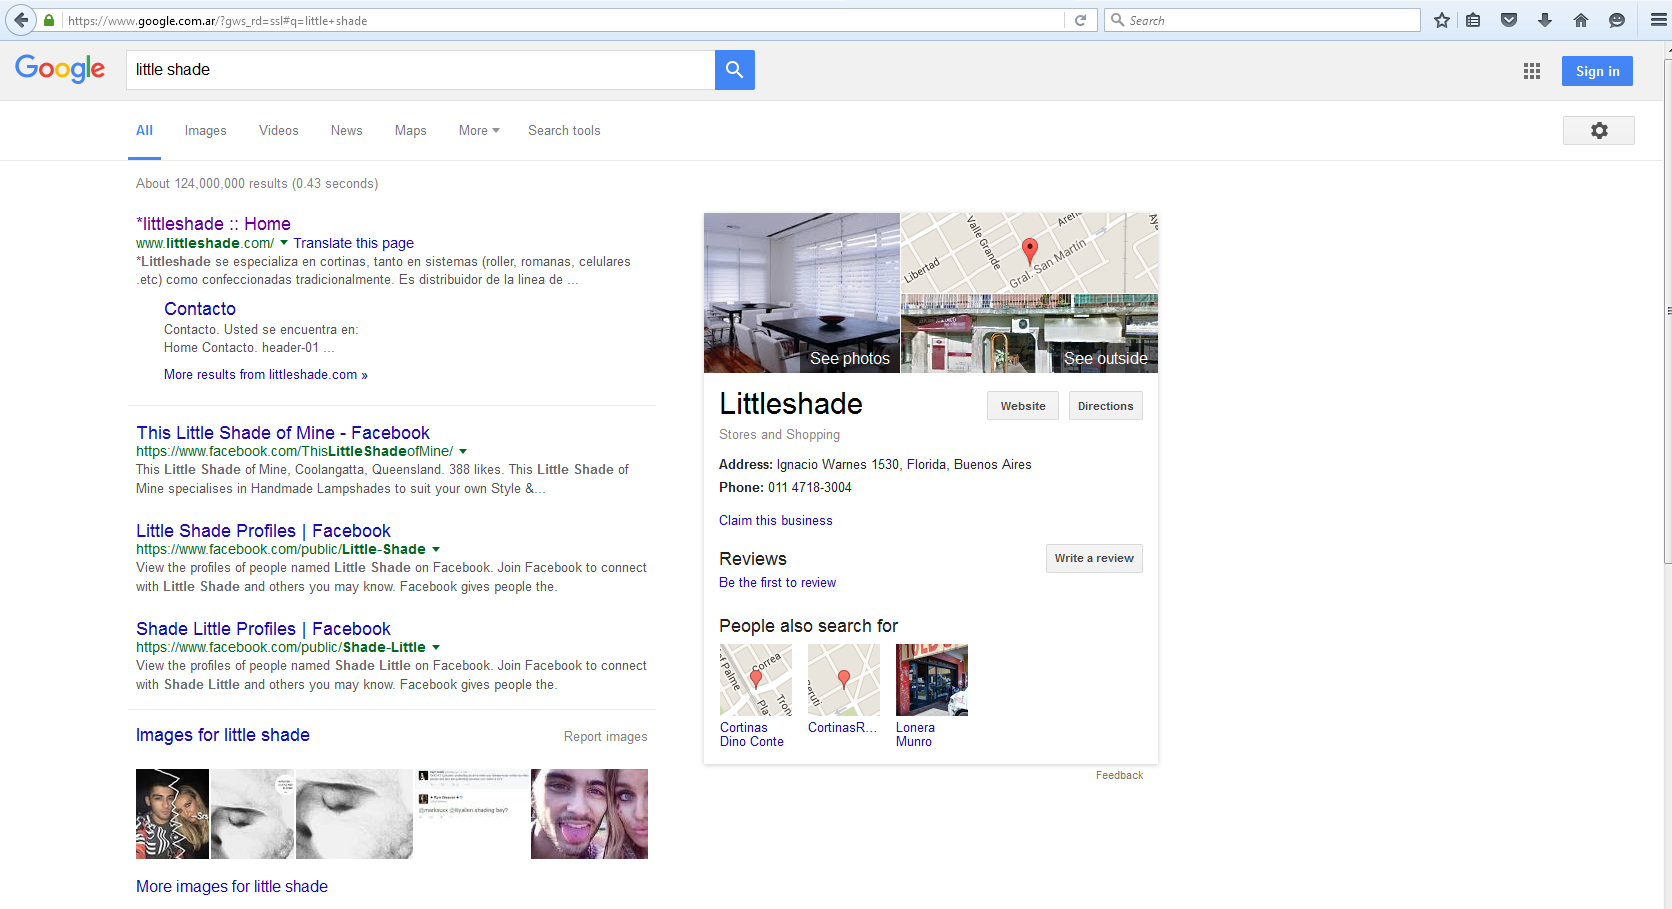 https://www.google.com.ar/?gws_rd=ssl#q=little+shade
Search
Google
little shade
Sign in
All Images Videos News Maps More Search tools
About 124,000,000 results (0.43 seconds)
*littleshade :: Home
www.littleshade.com/ Translate this page
*Littleshade se especializa en cortinas, tanto en sistemas (roller, romanas, celulares
.etc) como confeccionadas tradicionalmente. Es distribuidor de la linea de ...
Contacto
Contacto. Usted se encuentra en:
Home Contacto. header-01 ...
More results from littleshade.com »
This Little Shade of Mine - Facebook
https://www.facebook.com/ThisLittleShadeofMine/
This Little Shade of Mine, Coolangatta, Queensland. 388 likes. This Little Shade of
Mine specialises in Handmade Lampshades to suit your own Style &...
Little Shade Profiles | Facebook
https://www.facebook.com/public/Little-Shade
View the profiles of people named Little Shade on Facebook. Join Facebook to connect
with Little Shade and others you may know. Facebook gives people the.
Shade Little Profiles | Facebook
https://www.facebook.com/public/Shade-Little
View the profiles of people named Shade Little on Facebook. Join Facebook to connect
with Shade Little and others you may know. Facebook gives people the.
Images for little shade
Report images
@marksuxx @lilyallen shading bey?
More images for little shade
Valle Grande
Libertad
Gral. San Martín
See photos
See outside
Littleshade
Website
Directions
Stores and Shopping
Address: Ignacio Warnes 1530, Florida, Buenos Aires
Phone: 011 4718-3004
Claim this business
Reviews
Write a review
Be the first to review
People also search for
of Palme
Correa
Beruti
OLD
Cortinas
Dino Conte
CortinasR...
Lonera
Munro
Feedback